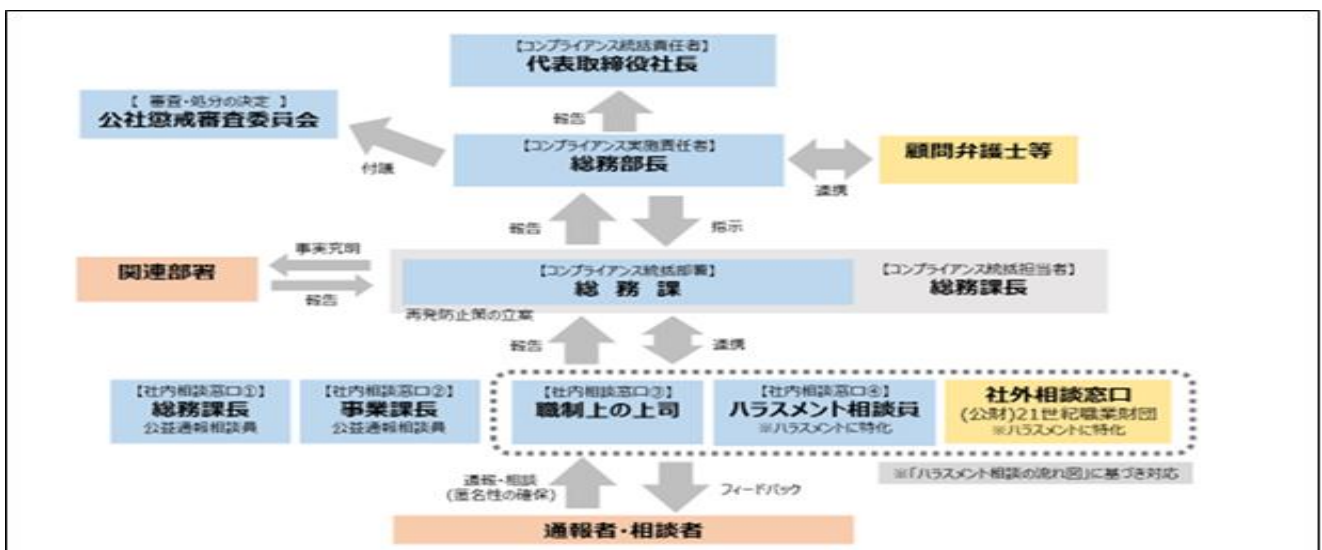 【コンプライアンス統括責任者】
代表取締役社長
【 審査・処分の決定 】
公社懲戒審査委員会
報告
【コンプライアンス実施責任者】
総務部長
顧問弁護士等
付議
連携
報告
指示
事実究明
関連部署
【コンプライアンス統括部署】
総 務 課
【コンプライアンス統括担当者】
総務課長
報告
再発防止策の立案
報告
連携
【社内相談窓口①】
総務課長
公益通報相談員
【社内相談窓口②】
事業課長
公益通報相談員
【社内相談窓口③】
職制上の上司
【社内相談窓口④】
ハラスメント相談員
※ハラスメントに特化
社外相談窓口
(公財)21世紀職業財団
※ハラスメントに特化
通報・相談
(匿名性の確保)
フィードバック
※「ハラスメント相談の流れ図」に基づき対応
通報者・相談者